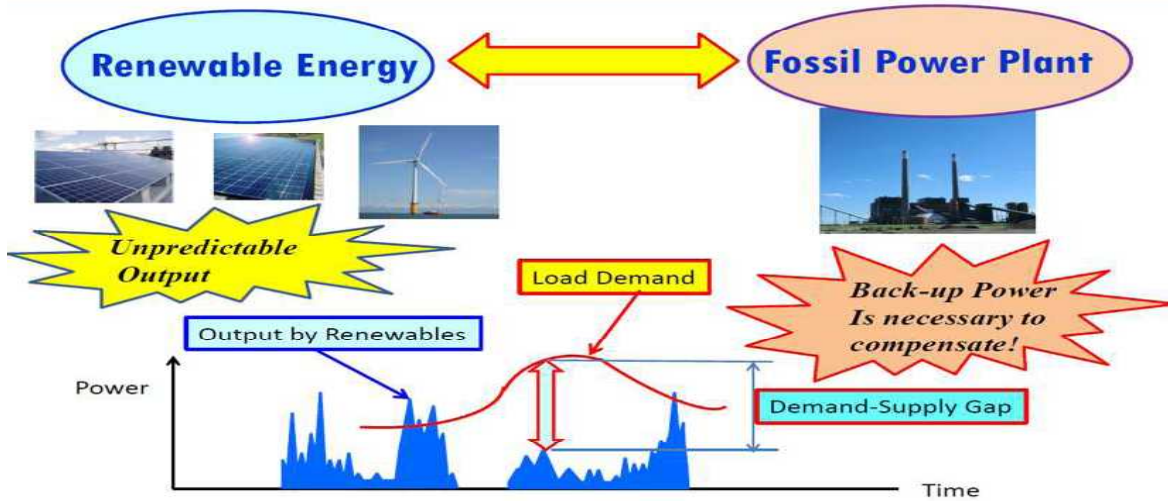 Renewable Energy
Fossil Power Plant
Unpredictable
Output
Load Demand
Back-up Power
Is necessary to
compensate!
Output by Renewables
Power
Demand-Supply Gap
Time